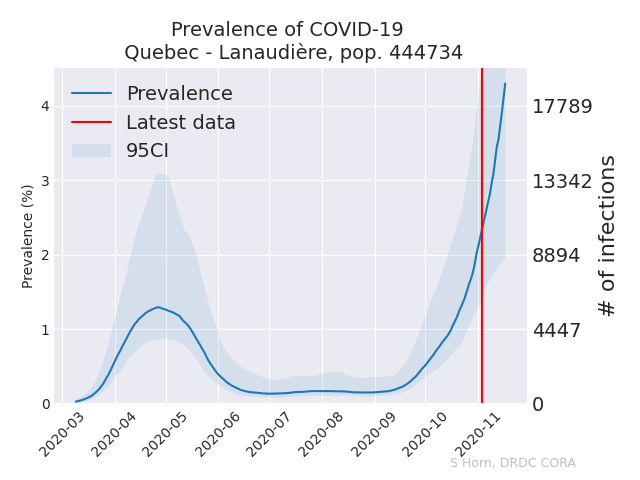 Prevalence of COVID-19
Quebec - Lanaudière, pop. 444734
Prevalence
Latest data
95CI
Prevalence (%)
4
3
2
1
0
17789
13342
8894
4447
0
# of infections
2020-03
2020-04
2020-05
2020-06
2020-07
2020-08
2020-09
2020-10
2020-11
S Horn, DRDC CORA